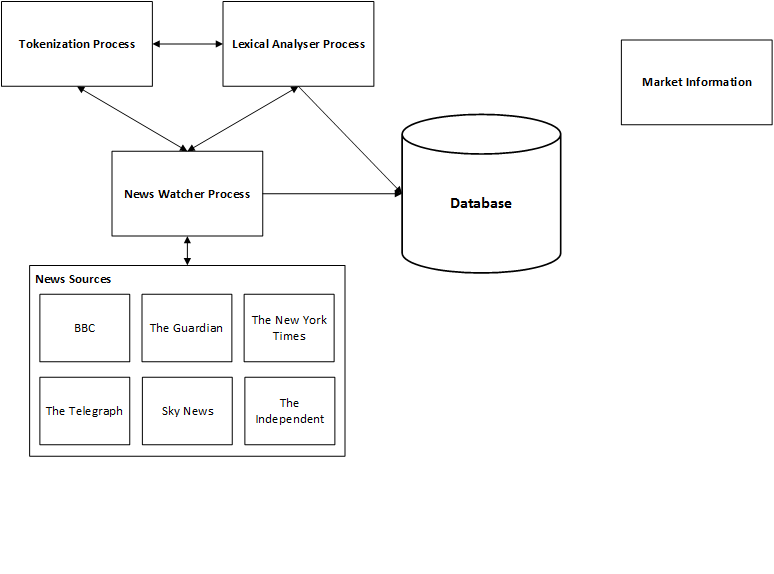 Tokenization Process
Lexical Analyser Process
Market Information
News Watcher Process
Database
News Sources
BBC
The Guardian
The New York
Times
The Telegraph
Sky News
The
Independent